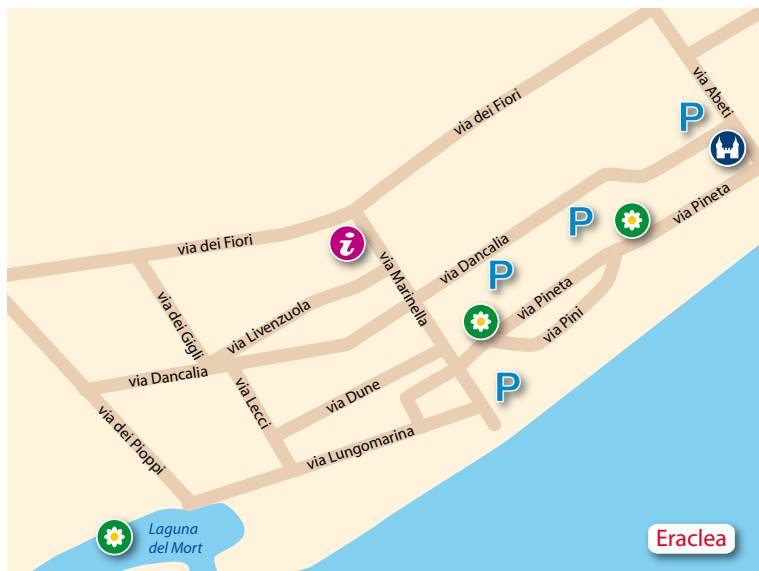 via Abeti
via dei Fiori
P
via Pineta
P
via dei Fiori
i
via Dancalia
via Marinella
P
via Pineta
via dei Gigli
via Livenzuola
via Pini
via Dancalia
P
via Lecci
via Dune
via dei Pioppi
via Lungomarina
Laguna
del Mort
Eraclea